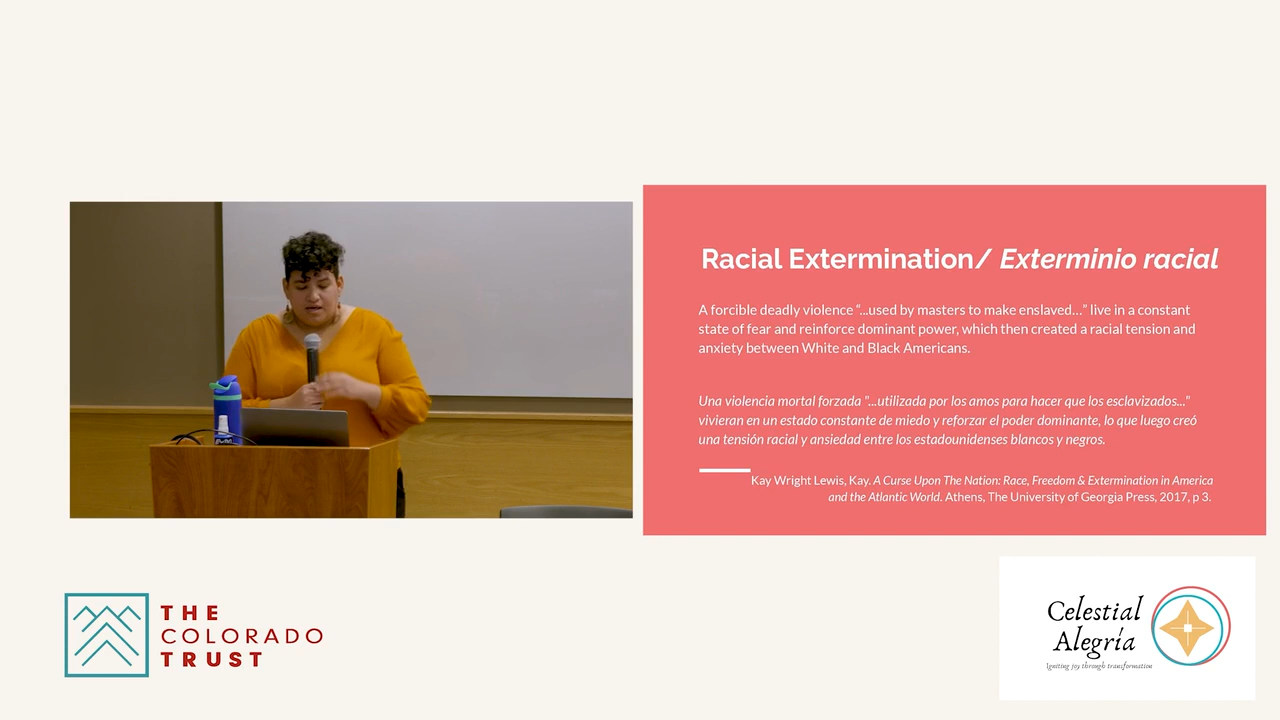 Racial Extermination/ Exterminio racial
A forcible deadly violence “...used by masters to make enslaved...” live in a constant
state of fear and reinforce dominant power, which then created a racial tension and
anxiety between White and Black Americans.
Una violencia mortal forzada "...utilizada por los amos para hacer que los esclavizados..."
vivieran en un estado constante de miedo y reforzar el poder dominante, lo que luego creó
una tensión racial y ansiedad entre los estadounidenses blancos y negros.
Kay Wright Lewis, Kay. A Curse Upon The Nation: Race, Freedom & Extermination in America
and the Atlantic World. Athens, The University of Georgia Press, 2017, p 3.
THE
COLORADO
TRUST
Celestial
Alegría
Igniting joy through transformation